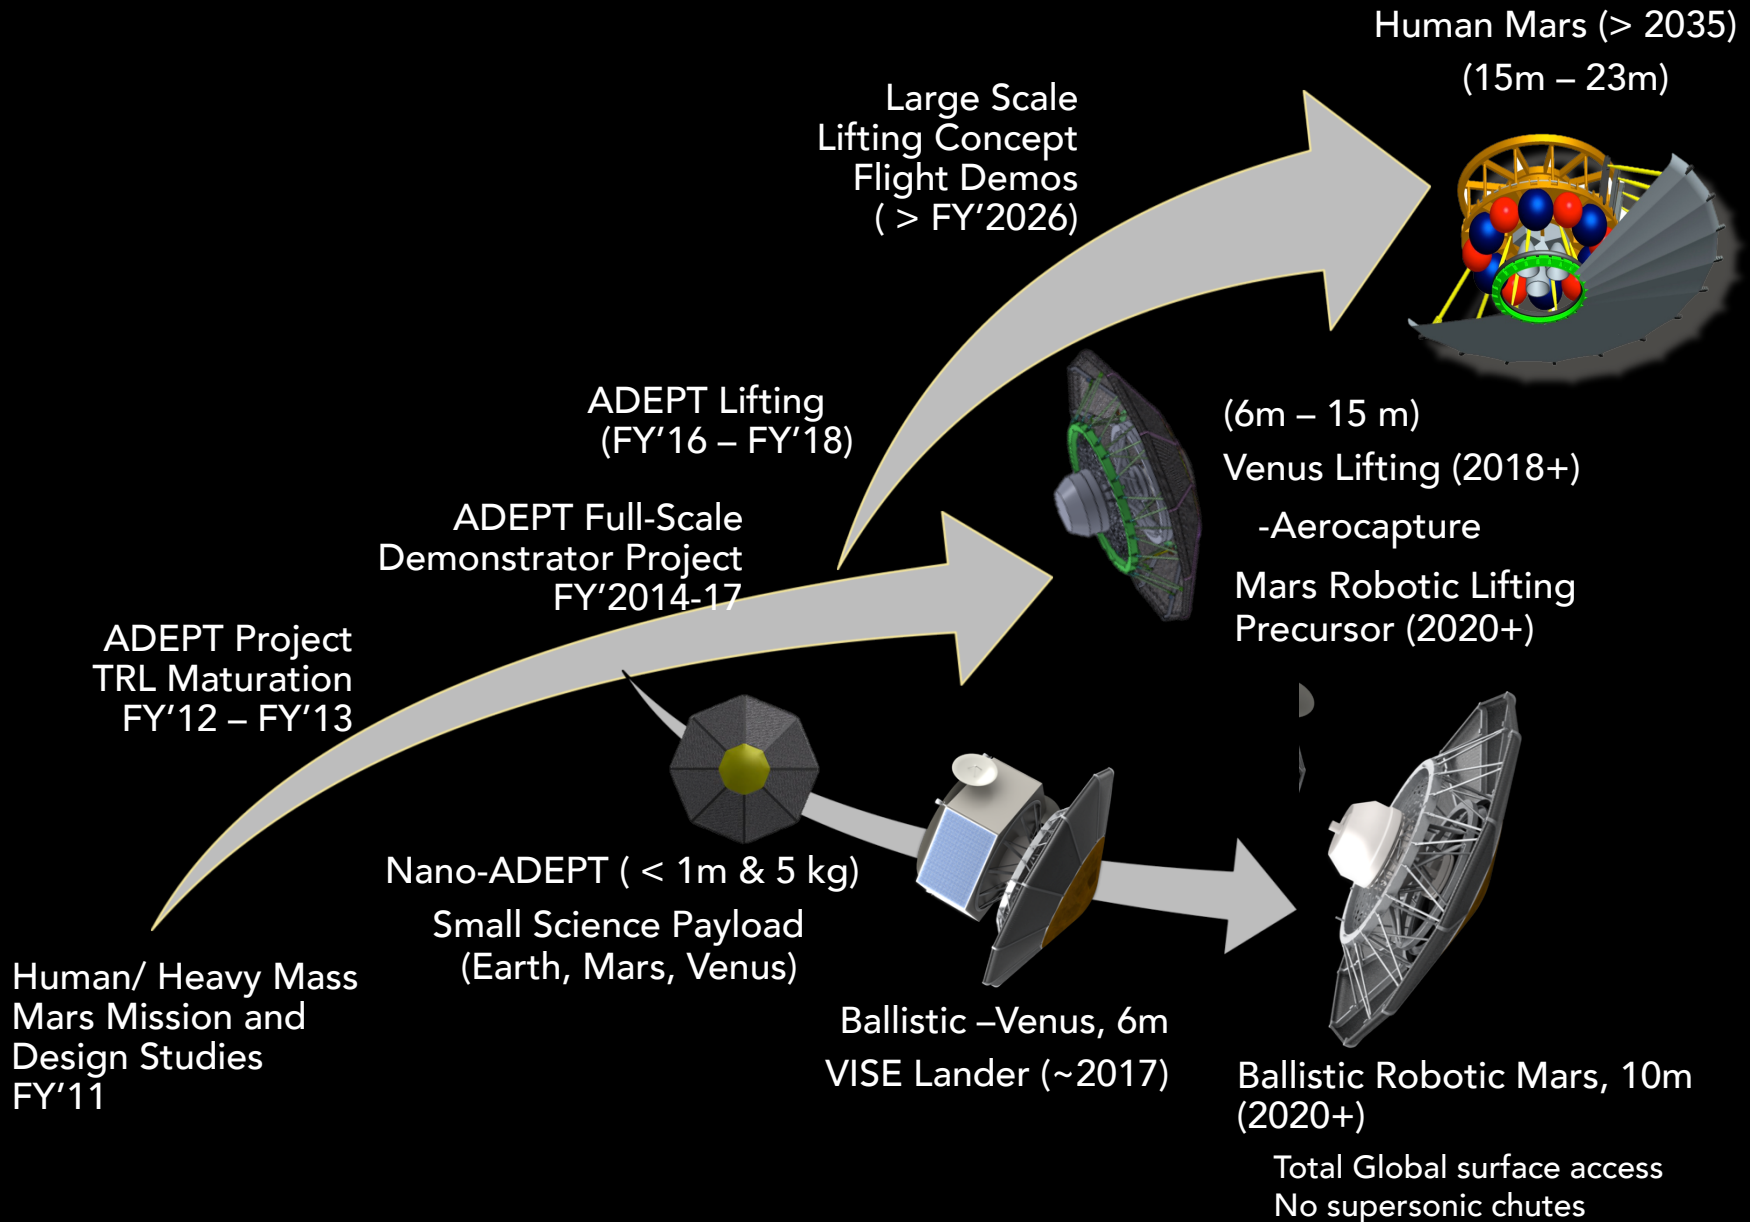 Human Mars (> 2035)
(15m – 23m)
Large Scale
Lifting Concept
Flight Demos
( > FY'2026)
ADEPT Lifting
(FY'16 – FY'18)
(6m – 15 m)
Venus Lifting (2018+)
-Aerocapture
Mars Robotic Lifting
Precursor (2020+)
ADEPT Full-Scale
Demonstrator Project
FY'2014-17
ADEPT Project
TRL Maturation
FY'12 – FY'13
Nano-ADEPT ( < 1m & 5 kg)
Small Science Payload
(Earth, Mars, Venus)
Human/ Heavy Mass
Mars Mission and
Design Studies
FY'11
Ballistic –Venus, 6m
VISE Lander (~2017)
Ballistic Robotic Mars, 10m
(2020+)
Total Global surface access
No supersonic chutes